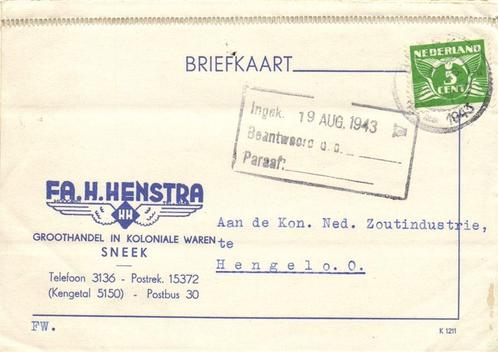 BRIEFKAART
NEDERLAND
5
CENT
1943
Ingek. 19 AUG. 1943 A
Beantwoord d.d.
Paraaf:
FA. H. HENSTRA
HH
GROOTHANDEL IN KOLONIALE WAREN
SNEEK
Telefoon 3136 - Postrek. 15372
(Kengetal 5150) - Postbus 30
Aan de Kon. Ned. Zoutindustrie,
te
Hengelo.O.
FW.
K 1211